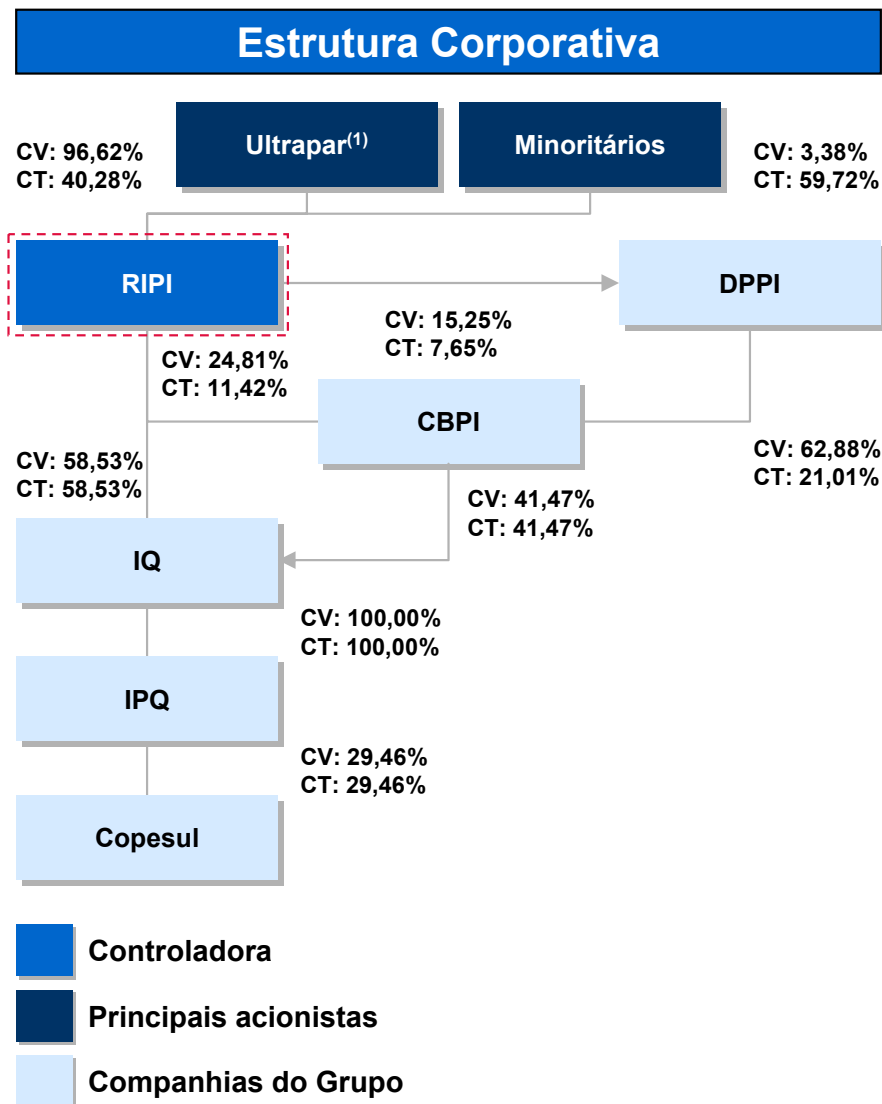 Estrutura Corporativa
Ultrapar(1)
Minoritários
CV: 96,62%
CT: 40,28%
CV: 3,38%
CT: 59,72%
RIPI
DPPI
CV: 15,25%
CT: 7,65%
CV: 24,81%
CT: 11,42%
CBPI
CV: 62,88%
CT: 21,01%
CV: 58,53%
CT: 58,53%
CV: 41,47%
CT: 41,47%
IQ
CV: 100,00%
CT: 100,00%
IPQ
CV: 29,46%
CT: 29,46%
Copesul
Controladora
Principais acionistas
Companhias do Grupo